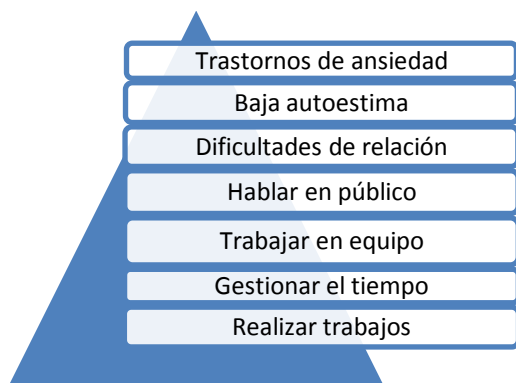 Trastornos de ansiedad
Baja autoestima
Dificultades de relación
Hablar en público
Trabajar en equipo
Gestionar el tiempo
Realizar trabajos